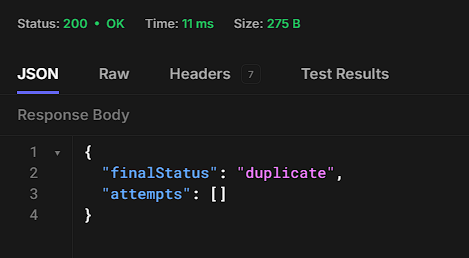 Status: 200 • OK Time: 11 ms Size: 275 B
JSON Raw Headers 7 Test Results
Response Body
1 {
2 "finalStatus": "duplicate",
3 "attempts": []
4 }